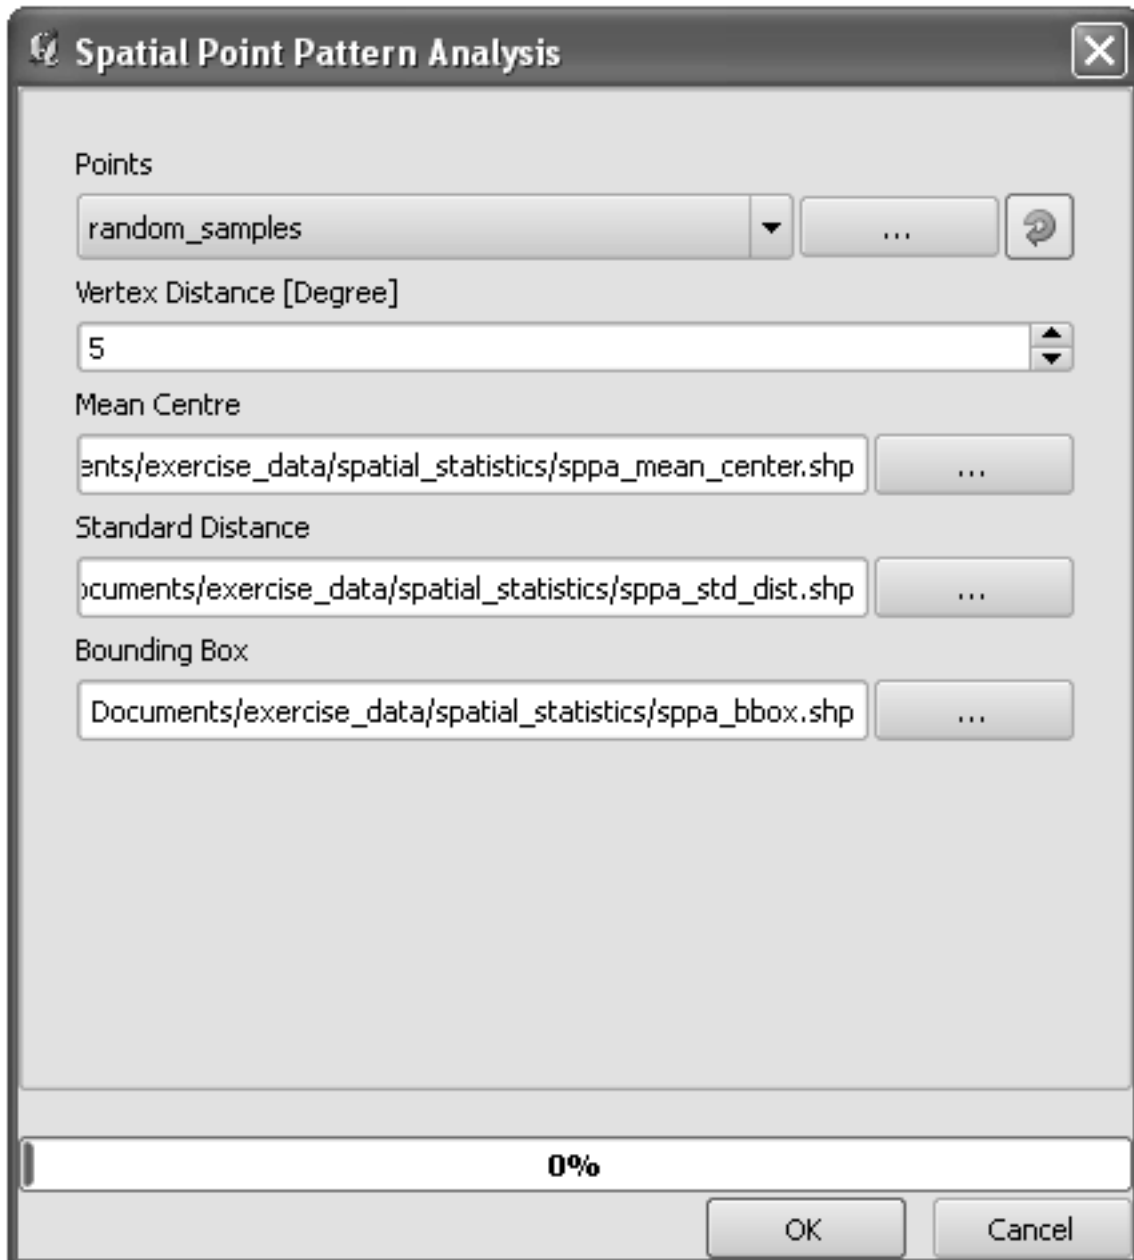 Spatial Point Pattern Analysis
Points
random_samples ...
Vertex Distance [Degree]
5
Mean Centre
ents/exercise_data/spatial_statistics/sppa_mean_center.shp ...
Standard Distance
ocuments/exercise_data/spatial_statistics/sppa_std_dist.shp ...
Bounding Box
Documents/exercise_data/spatial_statistics/sppa_bbox.shp ...
0%
OK Cancel